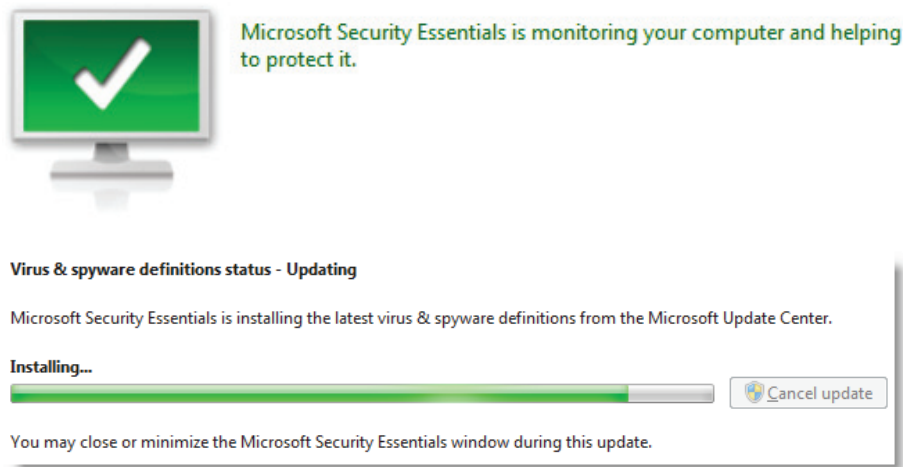 Microsoft Security Essentials is monitoring your computer and helping
to protect it.
Virus & spyware definitions status - Updating
Microsoft Security Essentials is installing the latest virus & spyware definitions from the Microsoft Update Center.
Installing...
Cancel update
You may close or minimize the Microsoft Security Essentials window during this update.